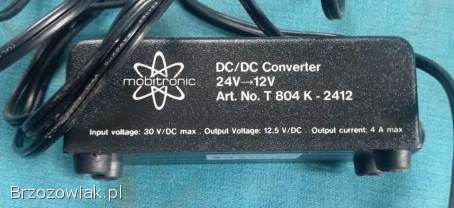 mobitronic
DC/DC Converter
24V→12V
Art. No. T 804 K - 2412
Input voltage: 30 V/DC max Output Voltage: 12.5 V/DC Output current: 4 A max
Brzozowiak.pl